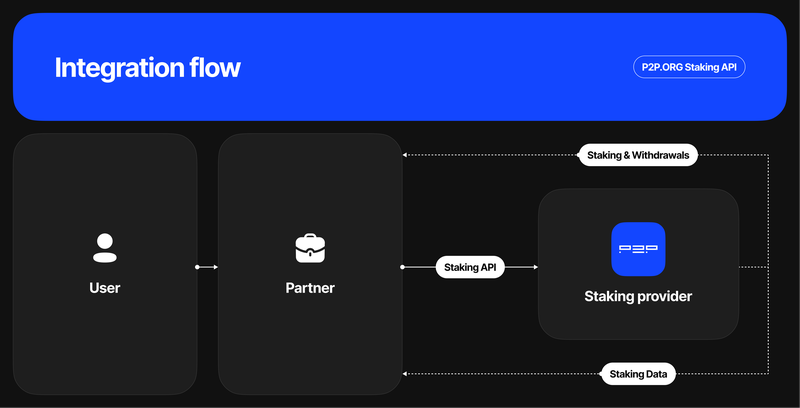 Integration flow
P2P.ORG Staking API
Staking & Withdrawals
User
Partner
Staking API
P2P
Staking provider
Staking Data